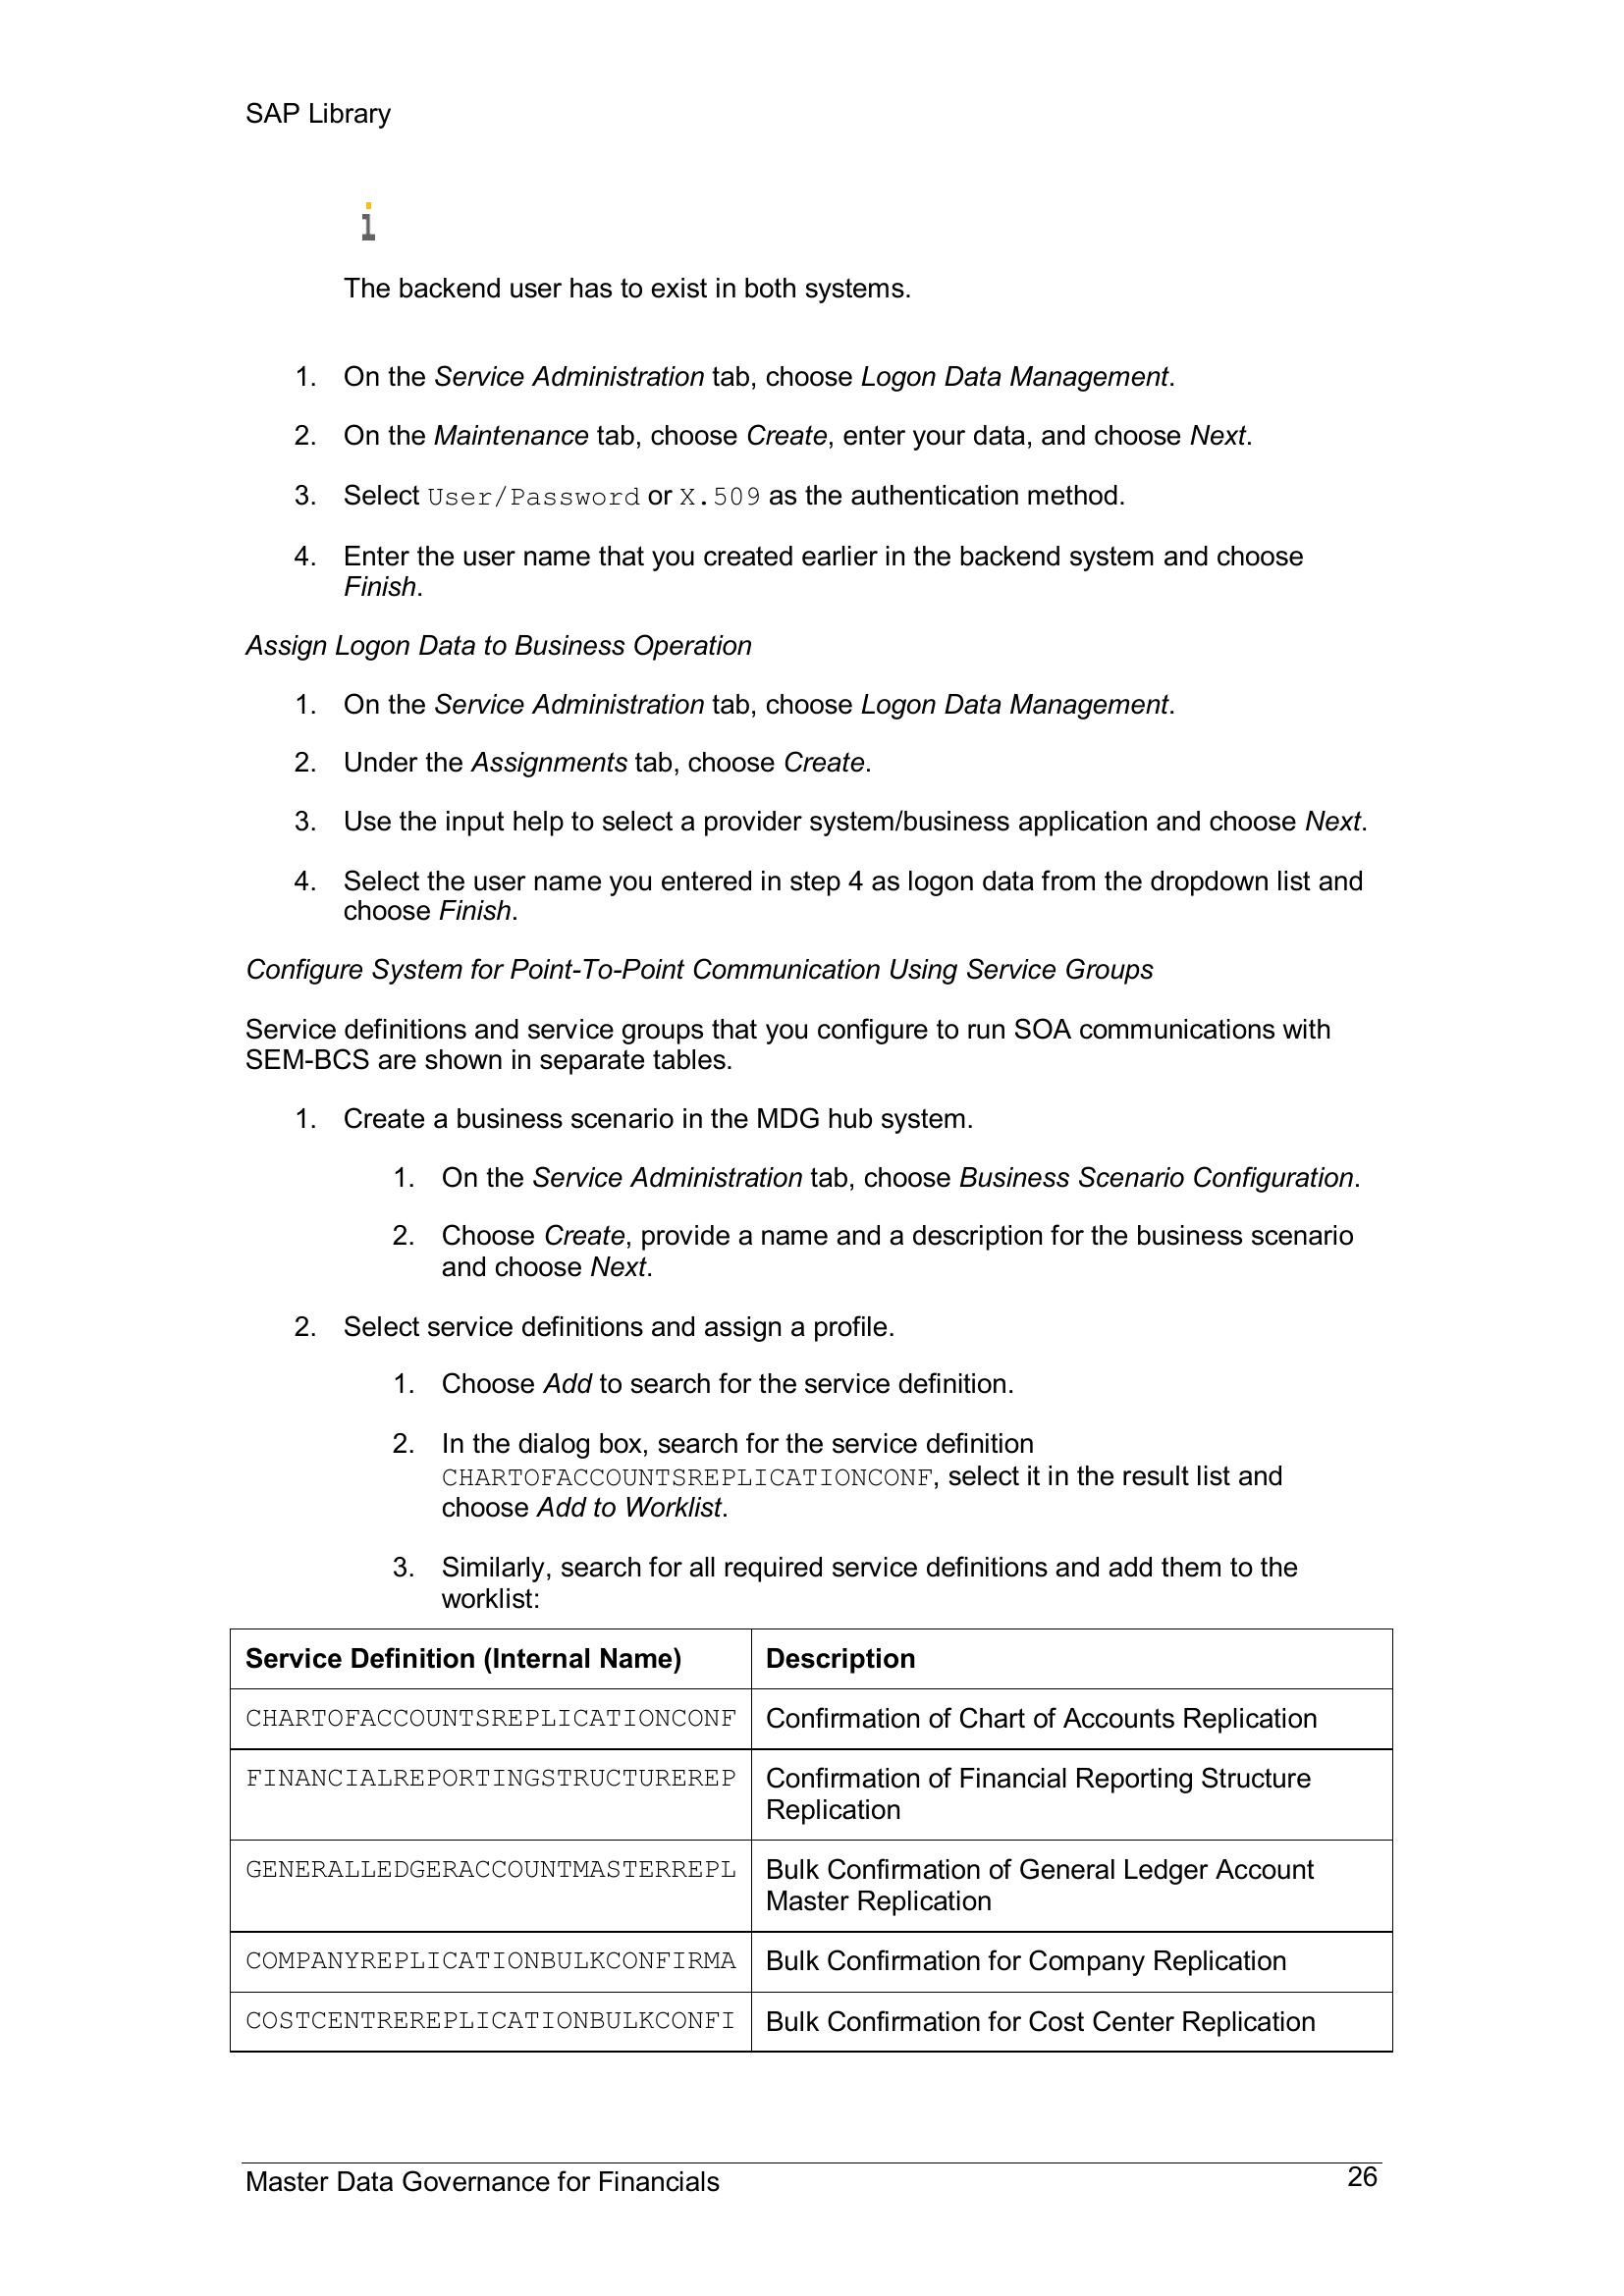 SAP Library
i
The backend user has to exist in both systems.
1. On the Service Administration tab, choose Logon Data Management.
2. On the Maintenance tab, choose Create, enter your data, and choose Next.
3. Select User/Password or X.509 as the authentication method.
4. Enter the user name that you created earlier in the backend system and choose
Finish.
Assign Logon Data to Business Operation
1. On the Service Administration tab, choose Logon Data Management.
2. Under the Assignments tab, choose Create.
3. Use the input help to select a provider system/business application and choose Next.
4. Select the user name you entered in step 4 as logon data from the dropdown list and
choose Finish.
Configure System for Point-To-Point Communication Using Service Groups
Service definitions and service groups that you configure to run SOA communications with
SEM-BCS are shown in separate tables.
1. Create a business scenario in the MDG hub system.
1. On the Service Administration tab, choose Business Scenario Configuration.
2. Choose Create, provide a name and a description for the business scenario
and choose Next.
2. Select service definitions and assign a profile.
1. Choose Add to search for the service definition.
2. In the dialog box, search for the service definition
CHARTOFACCOUNTSREPLICATIONCONF, select it in the result list and
choose Add to Worklist.
3. Similarly, search for all required service definitions and add them to the
worklist:
Service Definition (Internal Name) Description
CHARTOFACCOUNTSREPLICATIONCONF Confirmation of Chart of Accounts Replication
FINANCIALREPORTINGSTRUCTUREREP Confirmation of Financial Reporting Structure
Replication
GENERALLEDGERACCOUNTMASTERREPL Bulk Confirmation of General Ledger Account
Master Replication
COMPANYREPLICATIONBULKCONFIRMA Bulk Confirmation for Company Replication
COSTCENTREREPLICATIONBULKCONFI Bulk Confirmation for Cost Center Replication
Master Data Governance for Financials 26